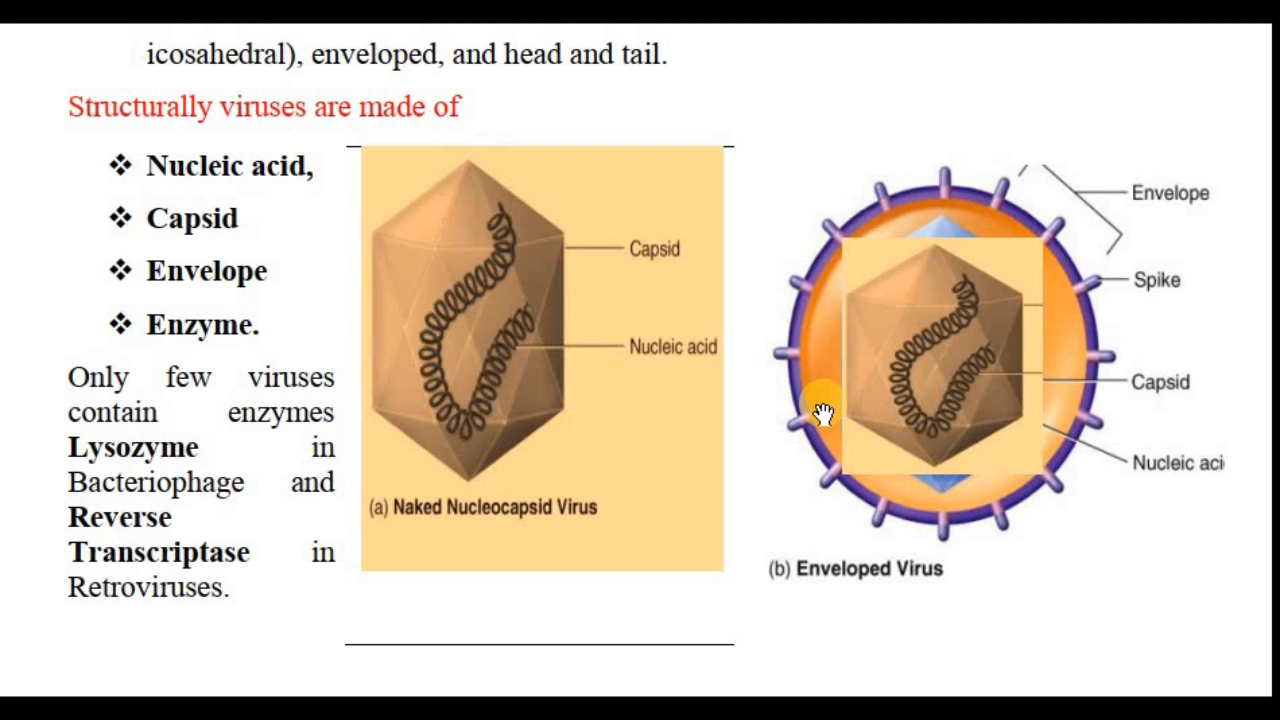 icosahedral), enveloped, and head and tail.
Structurally viruses are made of
❖ Nucleic acid,
❖ Capsid
❖ Envelope
❖ Enzyme.
Only few viruses
contain enzymes
Lysozyme in
Bacteriophage and
Reverse
Transcriptase in
Retroviruses.
Capsid
Nucleic acid
(a) Naked Nucleocapsid Virus
Envelope
Spike
Capsid
Nucleic aci
(b) Enveloped Virus